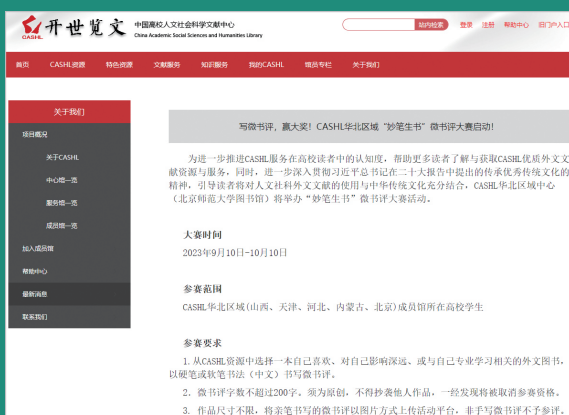 开世览文
CASHL
中国高校人文社会科学文献中心
China Academic Social Sciences and Humanities Library
站内检索
登录 注册 帮助中心 旧门户入口
首页 CASHL资源 特色资源 文献服务 知识服务 我的CASHL 馆员专栏 关于我们
关于我们
项目概况
关于CASHL
中心馆一览
服务馆一览
成员馆一览
加入成员馆
帮助中心
最新消息
联系我们
写微书评，赢大奖！CASHL华北区域“妙笔生书”微书评大赛启动！
为进一步推进CASHL服务在高校读者中的认知度，帮助更多读者了解与获取CASHL优质外文文
献资源与服务，同时，进一步深入贯彻习近平总书记在二十大报告中提出的传承优秀传统文化的
精神，引导读者将对人文社科外文文献的使用与中华传统文化充分结合，CASHL华北区域中心
（北京师范大学图书馆）将举办“妙笔生书”微书评大赛活动。
大赛时间
2023年9月10日-10月10日
参赛范围
CASHL华北区域(山西、天津、河北、内蒙古、北京)成员馆所在高校学生
参赛要求
1.从CASHL资源中选择一本自己喜欢、对自己影响深远、或与自己专业学习相关的外文图书，
以硬笔或软笔书法（中文）书写微书评。
2. 微书评字数不超过200字。须为原创，不得抄袭他人作品，一经发现将被取消参赛资格。
3. 作品尺寸不限，将亲笔书写的微书评以图片方式上传活动平台，非手写微书评不予参评。